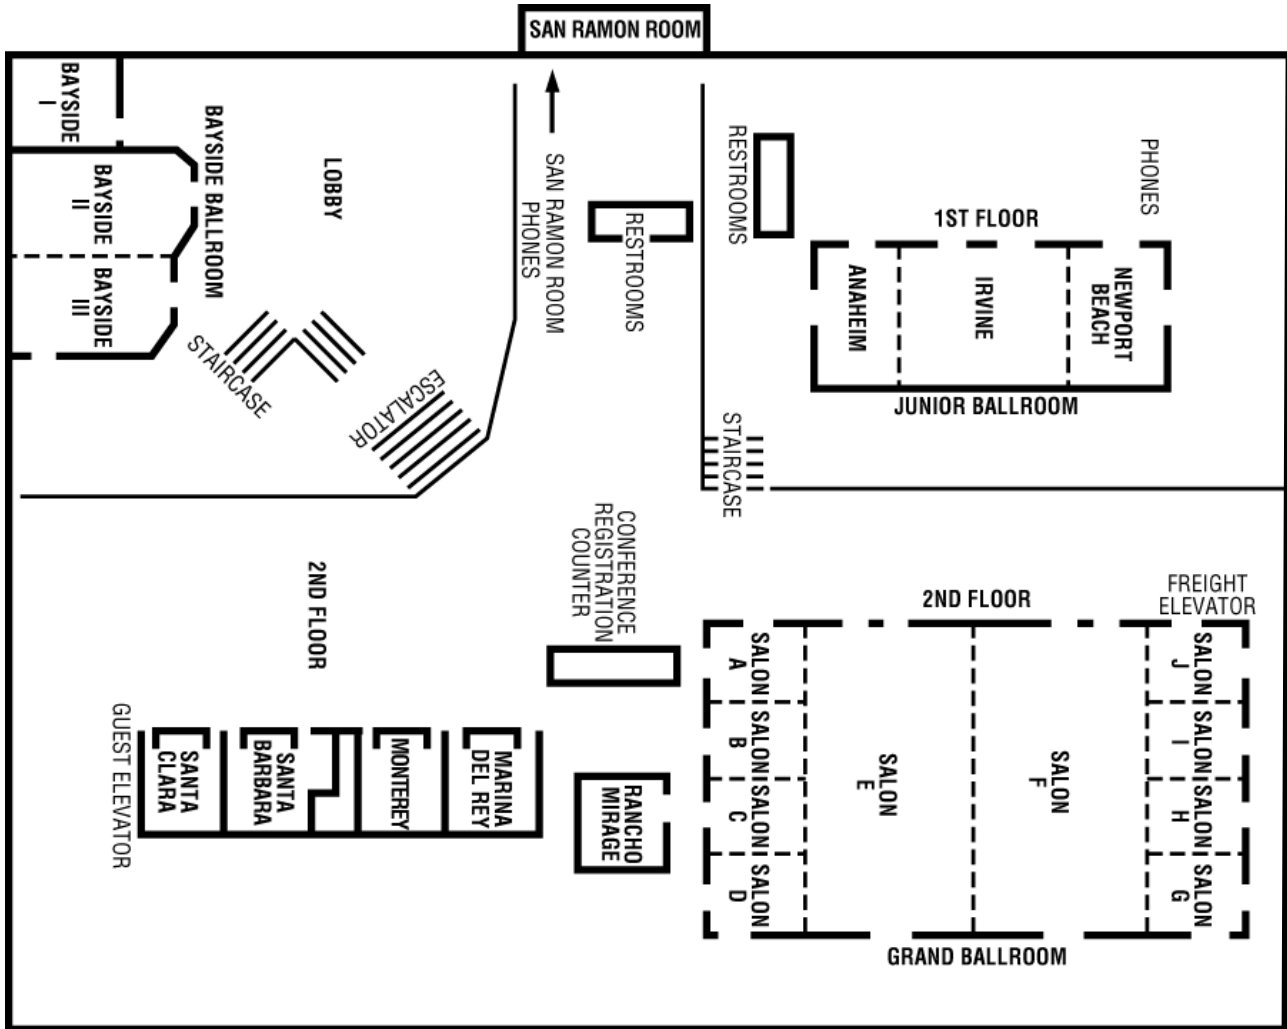 SAN RAMON ROOM
BAYSIDE
I
BAYSIDE
II
BAYSIDE
III
BAYSIDE BALLROOM
LOBBY
STAIRCASE
ESCALATOR
SAN RAMON ROOM
PHONES
RESTROOMS
RESTROOMS
PHONES
1ST FLOOR
ANAHEIM
IRVINE
NEWPORT
BEACH
JUNIOR BALLROOM
STAIRCASE
2ND FLOOR
CONFERENCE
REGISTRATION
COUNTER
2ND FLOOR
FREIGHT
ELEVATOR
SALON
A
SALON
B
SALON
C
SALON
D
SALON
E
SALON
F
SALON
J
SALON
I
SALON
H
SALON
G
GRAND BALLROOM
GUEST ELEVATOR
SANTA
CLARA
SANTA
BARBARA
MONTEREY
MARINA
DEL REY
RANCHO
MIRAGE